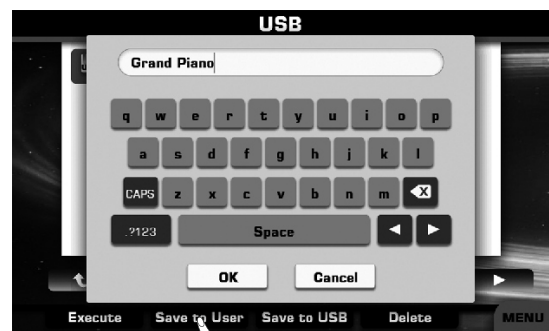 USB
Grand Piano
q w e r t y u i o p
a s d f g h j k l
CAPS z x c v b n m
.?123 Space
OK Cancel
Execute Save to User Save to USB Delete MENU